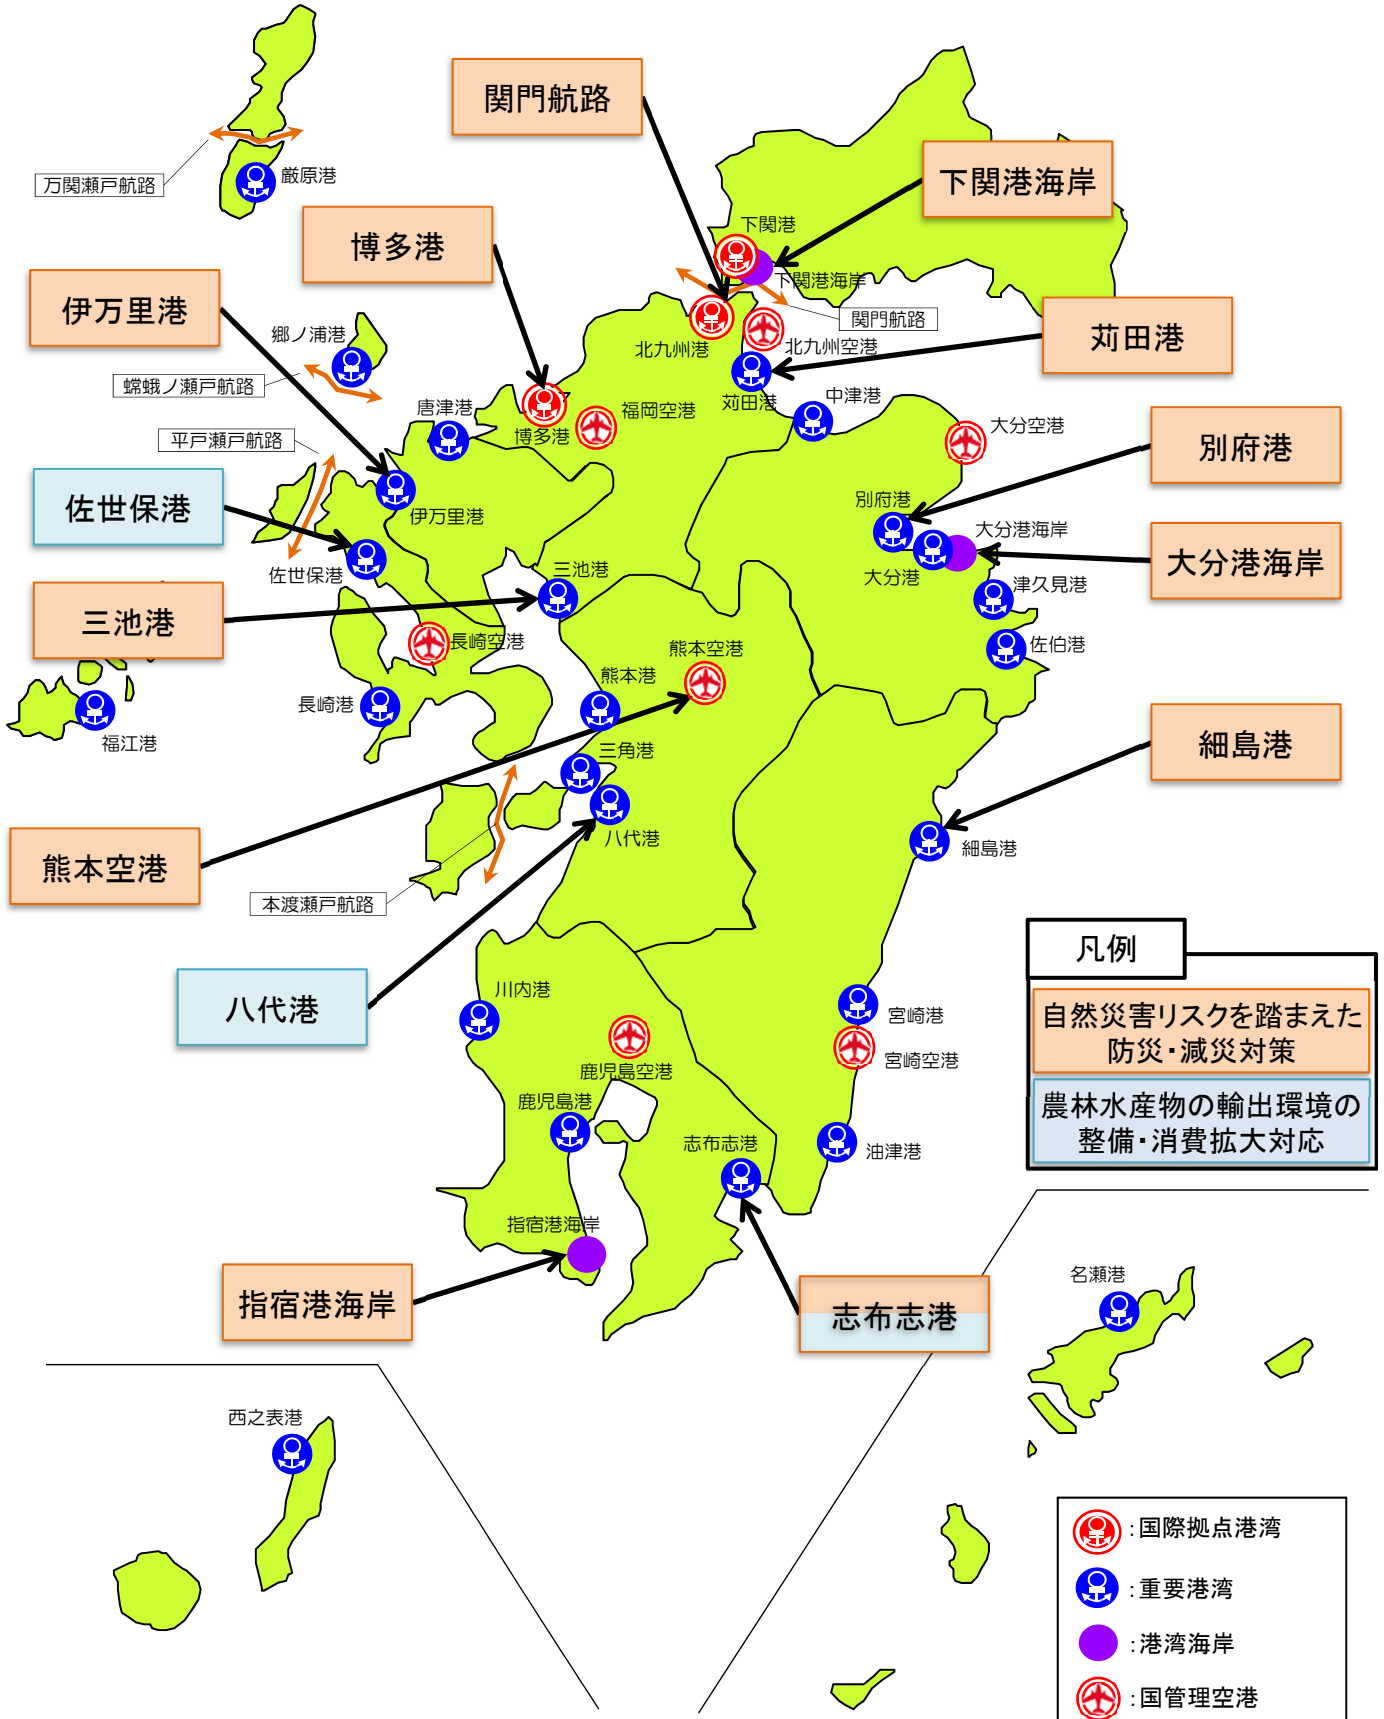 関門航路
下関港海岸
万関瀬戸航路
厳原港
博多港
下関港
下関港海岸
伊万里港
郷ノ浦港
関門航路
苅田港
北九州港
北九州空港
蟐蛾ノ瀬戸航路
唐津港
博多港
福岡空港
苅田港
中津港
大分空港
平戸瀬戸航路
別府港
佐世保港
伊万里港
別府港
大分港海岸
大分港海岸
佐世保港
三池港
大分港
津久見港
三池港
長崎空港
熊本空港
佐伯港
長崎港
熊本港
福江港
三角港
細島港
八代港
細島港
熊本空港
本渡瀬戸航路
凡例
八代港
川内港
自然災害リスクを踏まえた
防災・減災対策
宮崎港
宮崎空港
鹿児島空港
農林水産物の輸出環境の
整備・消費拡大対応
鹿児島港
志布志港
油津港
指宿港海岸
指宿港海岸
志布志港
名瀬港
西之表港
:国際拠点港湾
:重要港湾
:港湾海岸
:国管理空港